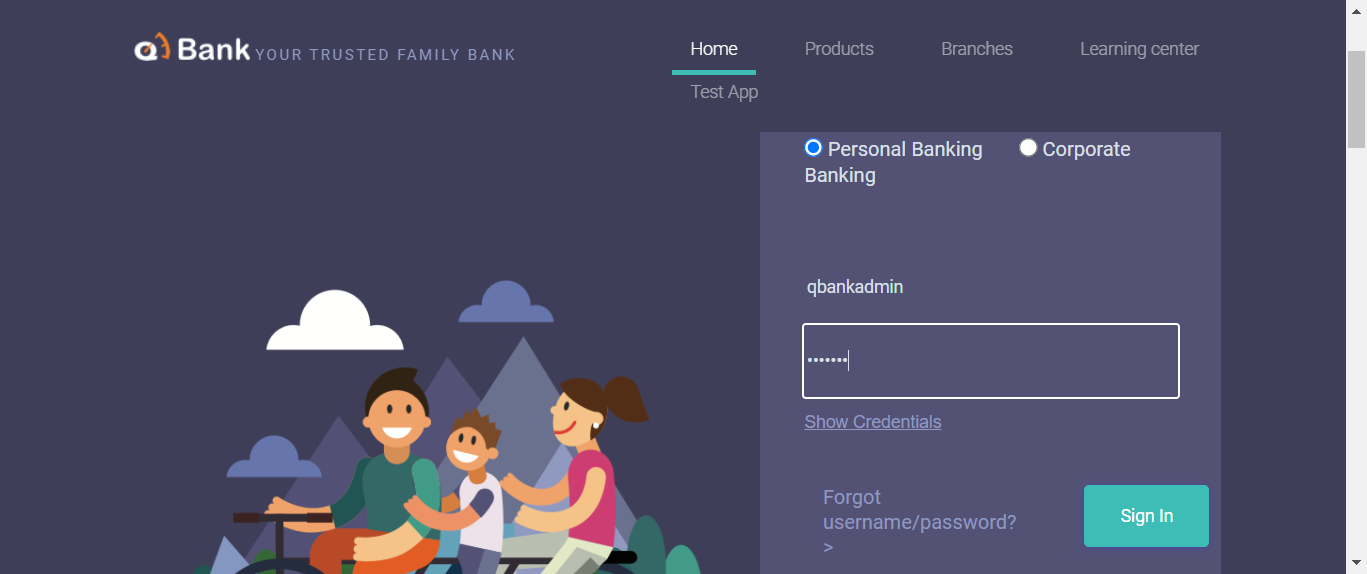 Bank YOUR TRUSTED FAMILY BANK
Home Products Branches Learning center
Test App
Personal Banking Corporate
Banking
qbankadmin
•••••••
Show Credentials
Forgot
username/password?
>
Sign In